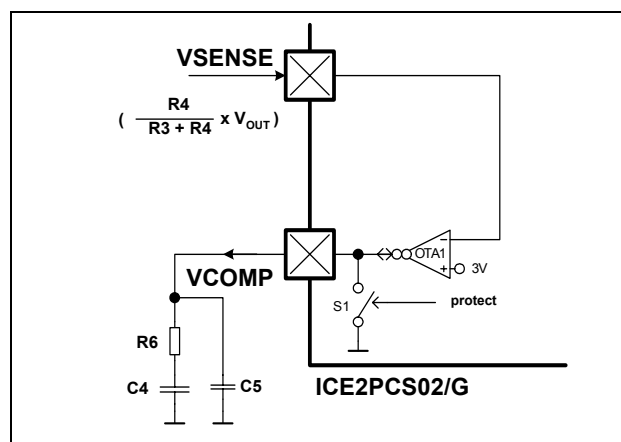 VSENSE
( R4
R3 + R4 x VOUT)
OTA1
−
+
3V
VCOMP
S1
protect
R6
C4
C5
ICE2PCS02/G